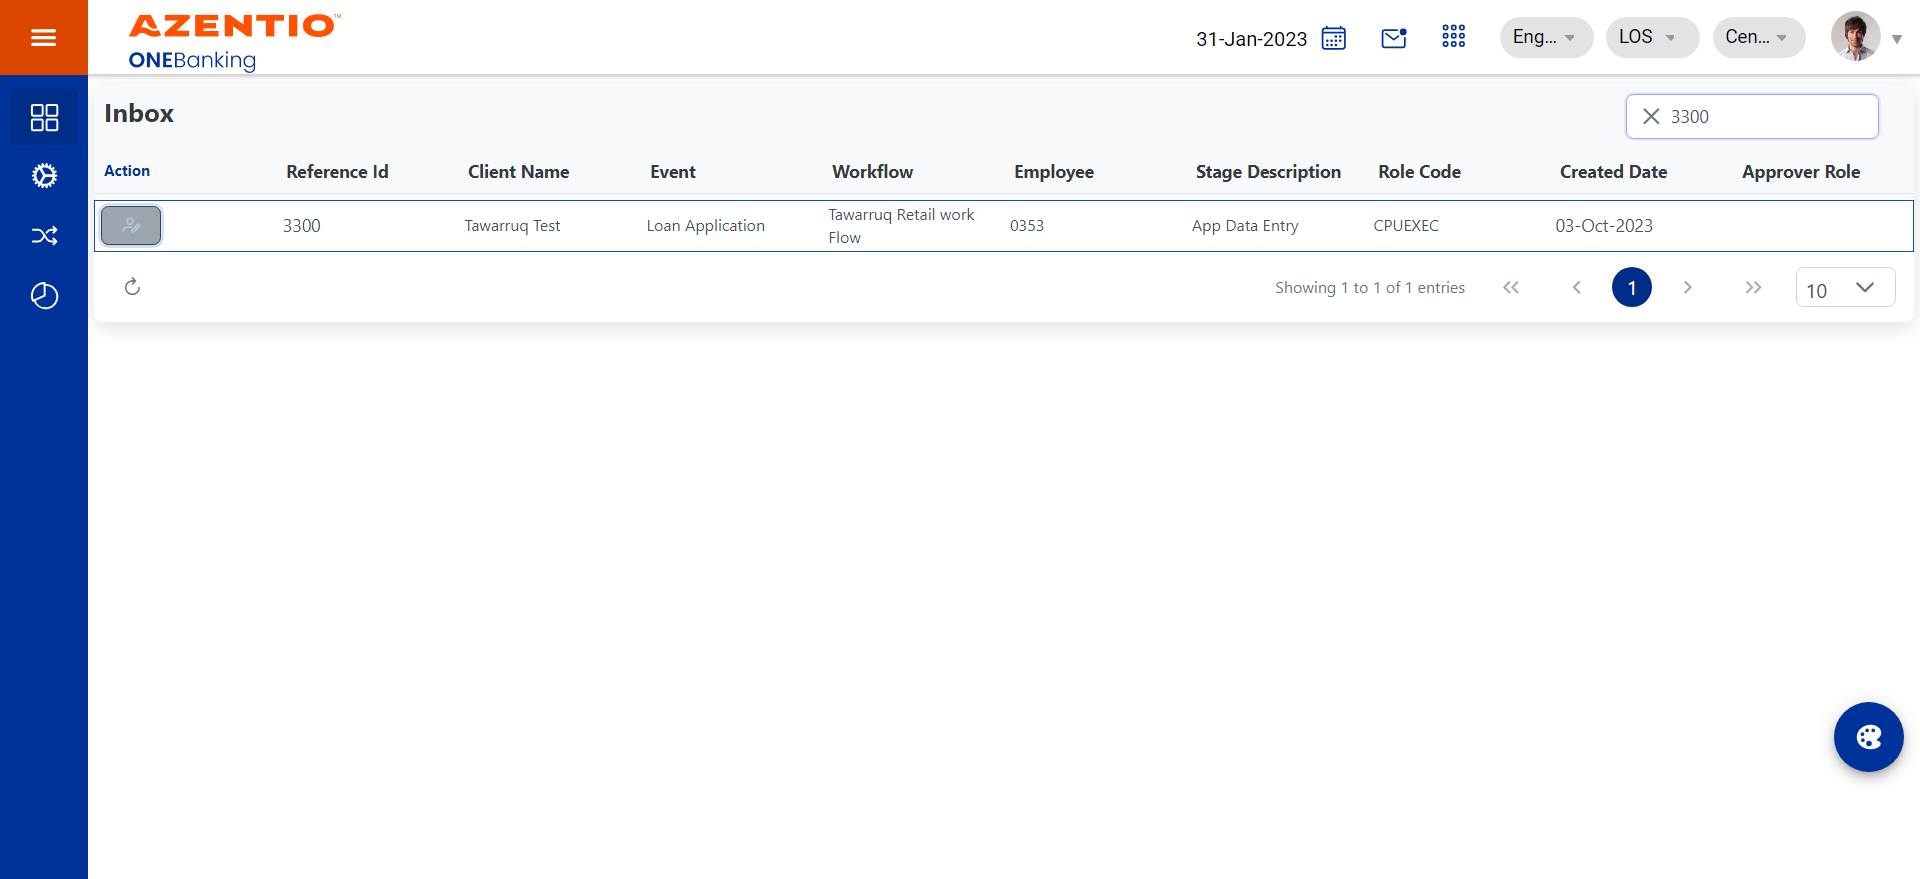 AZENTIO™
ONEBanking
31-Jan-2023
Eng...
LOS
Cen...
Inbox
3300
Action Reference Id Client Name Event Workflow Employee Stage Description Role Code Created Date Approver Role
3300 Tawarruq Test Loan Application Tawarruq Retail work Flow 0353 App Data Entry CPUEXEC 03-Oct-2023
Showing 1 to 1 of 1 entries
1
10